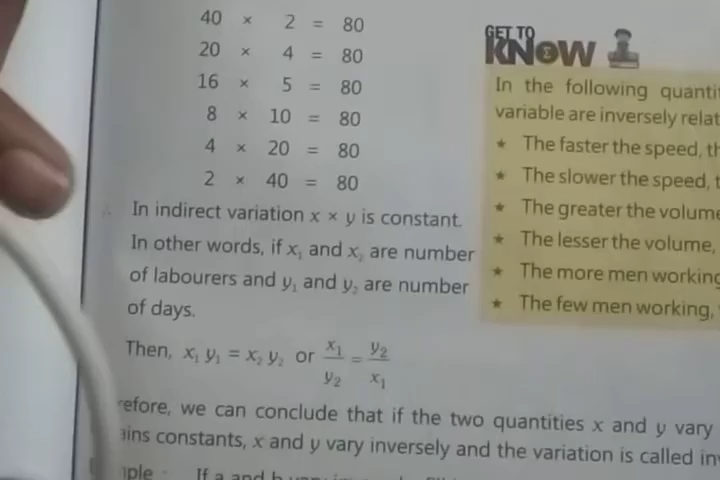 40 × 2 = 80
20 × 4 = 80
16 × 5 = 80
8 × 10 = 80
4 × 20 = 80
2 × 40 = 80
In indirect variation x × y is constant.
In other words, if x₁ and x₂ are number
of labourers and y₁ and y₂ are number
of days.
Then, x₁ y₁ = x₂ y₂ or x₁/y₂ = y₂/x₁
refore, we can conclude that if the two quantities x and y vary
ains constants, x and y vary inversely and the variation is called in
GET TO
KNOW
In the following quantit
variable are inversely relat
★ The faster the speed, th
★ The slower the speed, t
★ The greater the volume
★ The lesser the volume,
★ The more men working
★ The few men working,